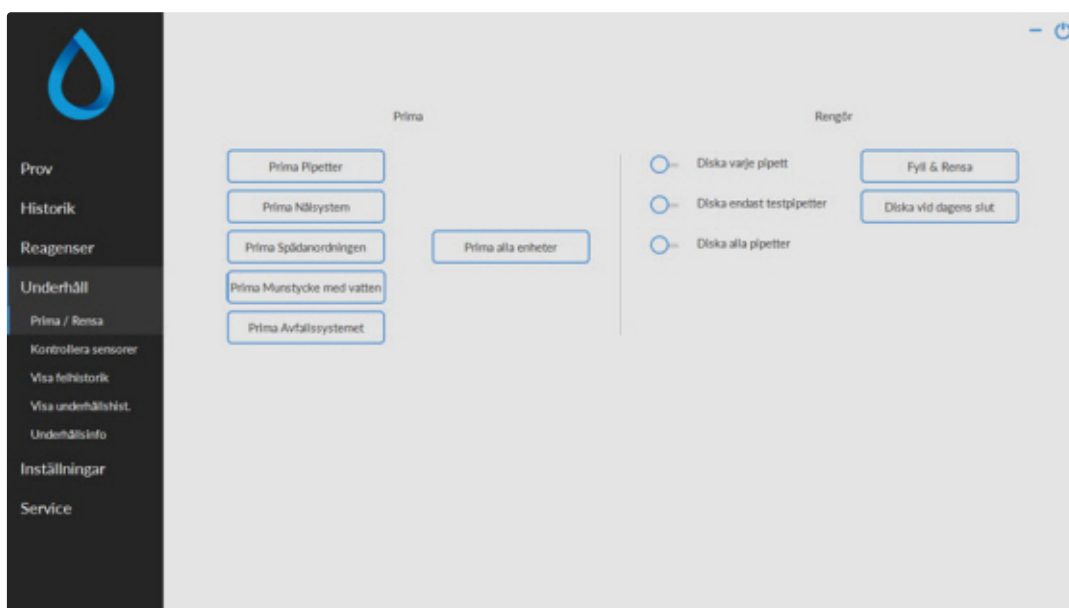 Prov
Historik
Reagenser
Underhåll
Prima / Rensa
Kontrollera sensorer
Visa felhistorik
Visa underhållshist.
Underhållsinfo
Inställningar
Service
Prima
Prima Pipetter
Prima Nålsystem
Prima Spädanordningen
Prima Munstycke med vatten
Prima Avfallssystemet
Prima alla enheter
Rengör
Diska varje pipett
Diska endast testpipetter
Diska alla pipetter
Fyll & Rensa
Diska vid dagens slut